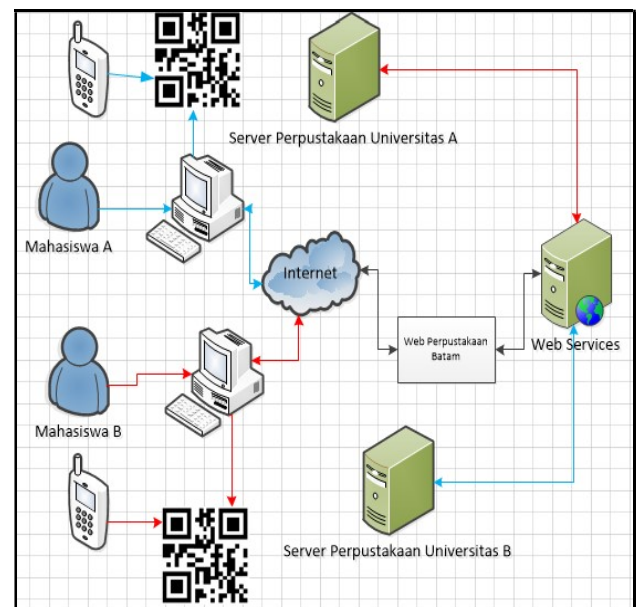 Server Perpustakaan Universitas A
Mahasiswa A
Internet
Web Perpustakaan
Batam
Web Services
Mahasiswa B
Server Perpustakaan Universitas B